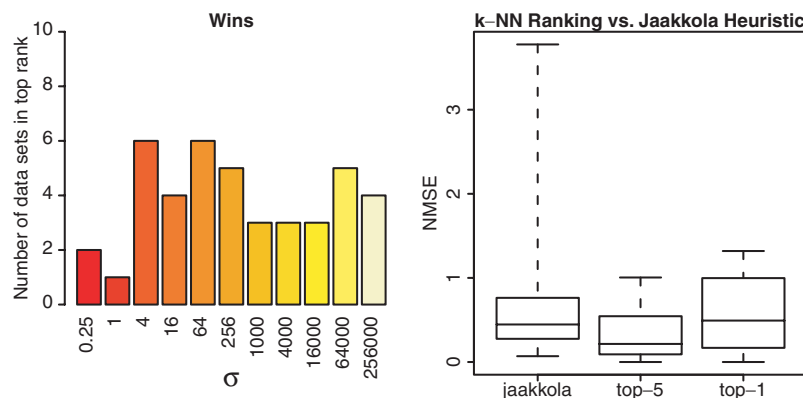 Wins
Number of data sets in top rank
10
8
6
4
2
0
0.25
1
4
16
64
256
1000
4000
16000
64000
256000
σ
k−NN Ranking vs. Jaakkola Heuristic
NMSE
3
2
1
0
jaakkola
top−5
top−1